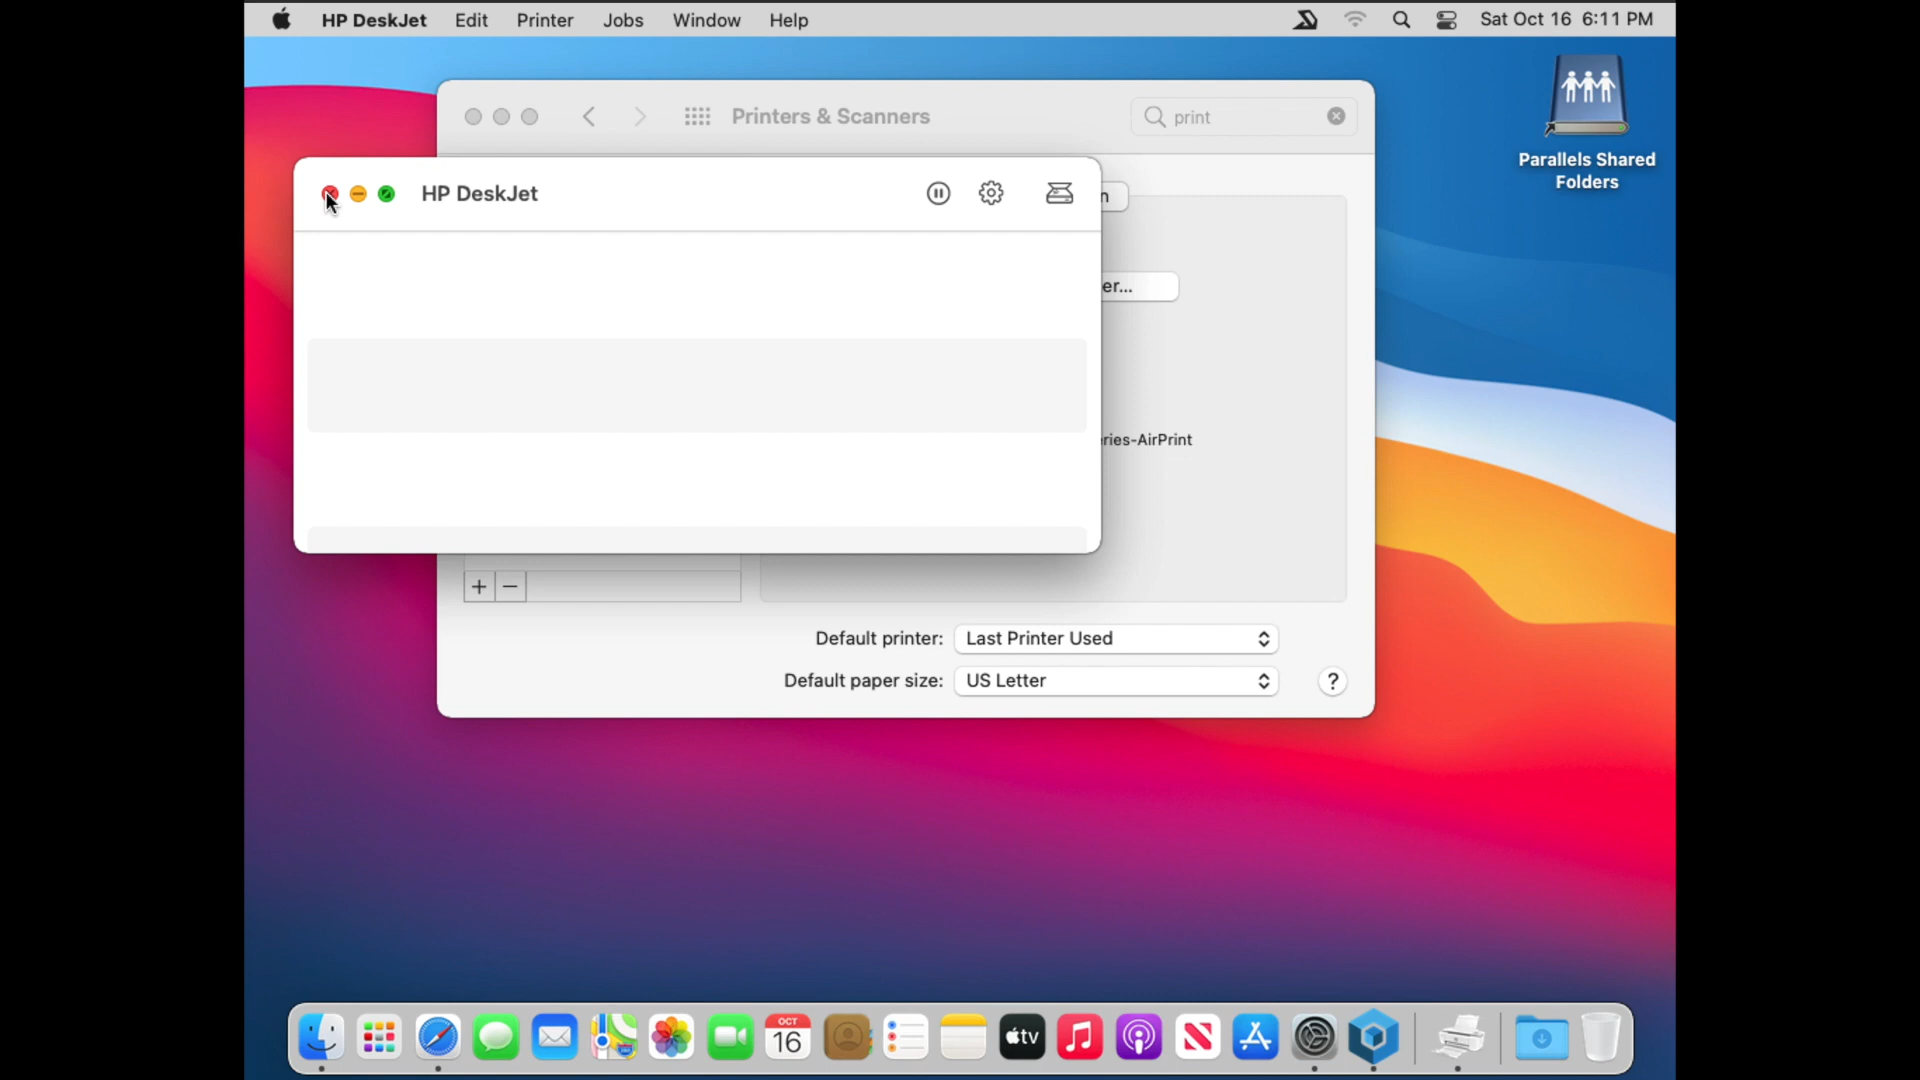 HP DeskJet Edit Printer Jobs Window Help Sat Oct 16 6:11 PM
Parallels Shared
Folders
Printers & Scanners print
HP DeskJet
n
er...
ries-AirPrint
+ −
Default printer: Last Printer Used
Default paper size: US Letter ?
OCT
16
tv